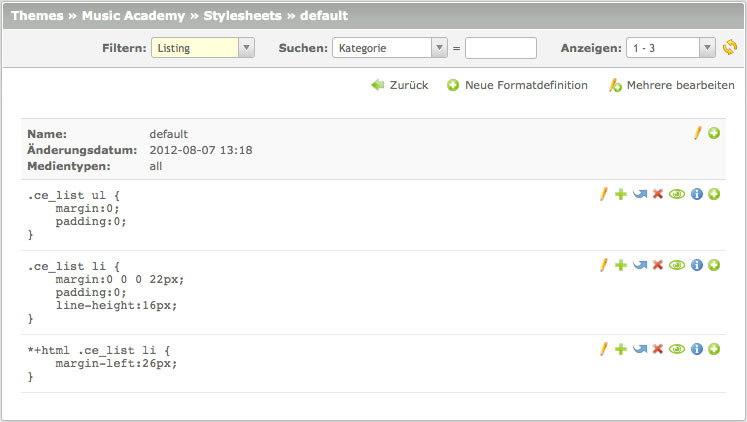 Themes » Music Academy » Stylesheets » default
Filtern: Listing Suchen: Kategorie = Anzeigen: 1 - 3
Zurück Neue Formatdefinition Mehrere bearbeiten
Name: default
Änderungsdatum: 2012-08-07 13:18
Medientypen: all
.ce_list ul {
margin:0;
padding:0;
}
.ce_list li {
margin:0 0 0 22px;
padding:0;
line-height:16px;
}
*+html .ce_list li {
margin-left:26px;
}